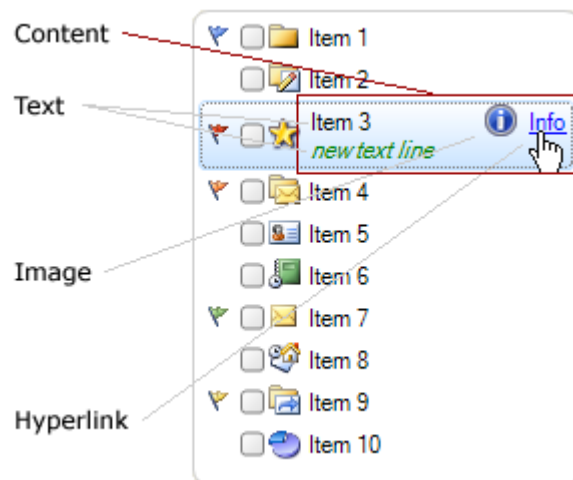 Content
Item 1
Item 2
Text
Item 3 Info
new text line
Item 4
Item 5
Image
Item 6
Item 7
Item 8
Item 9
Hyperlink
Item 10